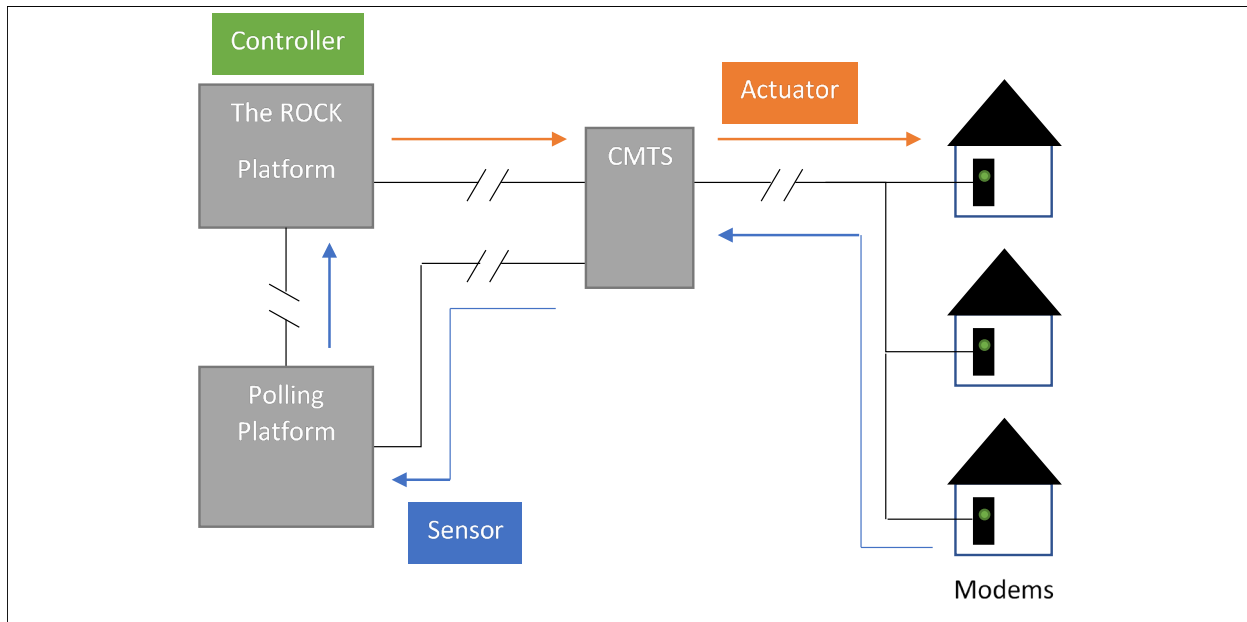 Controller
The ROCK
Platform
Actuator
CMTS
Polling
Platform
Sensor
Modems